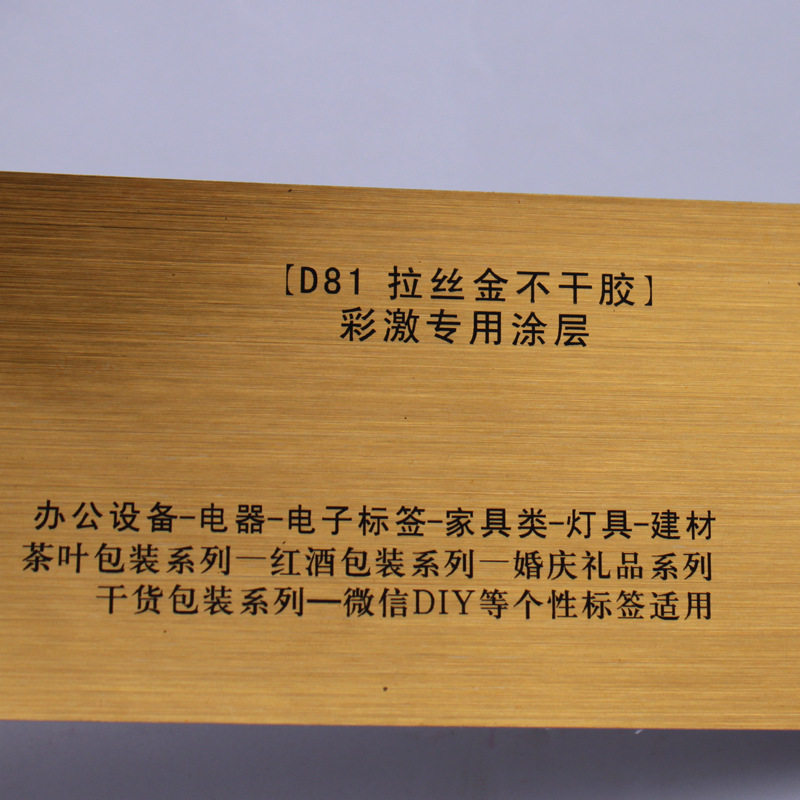 [D81 拉丝金不干胶]
彩激专用涂层
办公设备-电器-电子标签-家具类-灯具-建材
茶叶包装系列—红酒包装系列—婚庆礼品系列
干货包装系列—微信DIY等个性标签适用